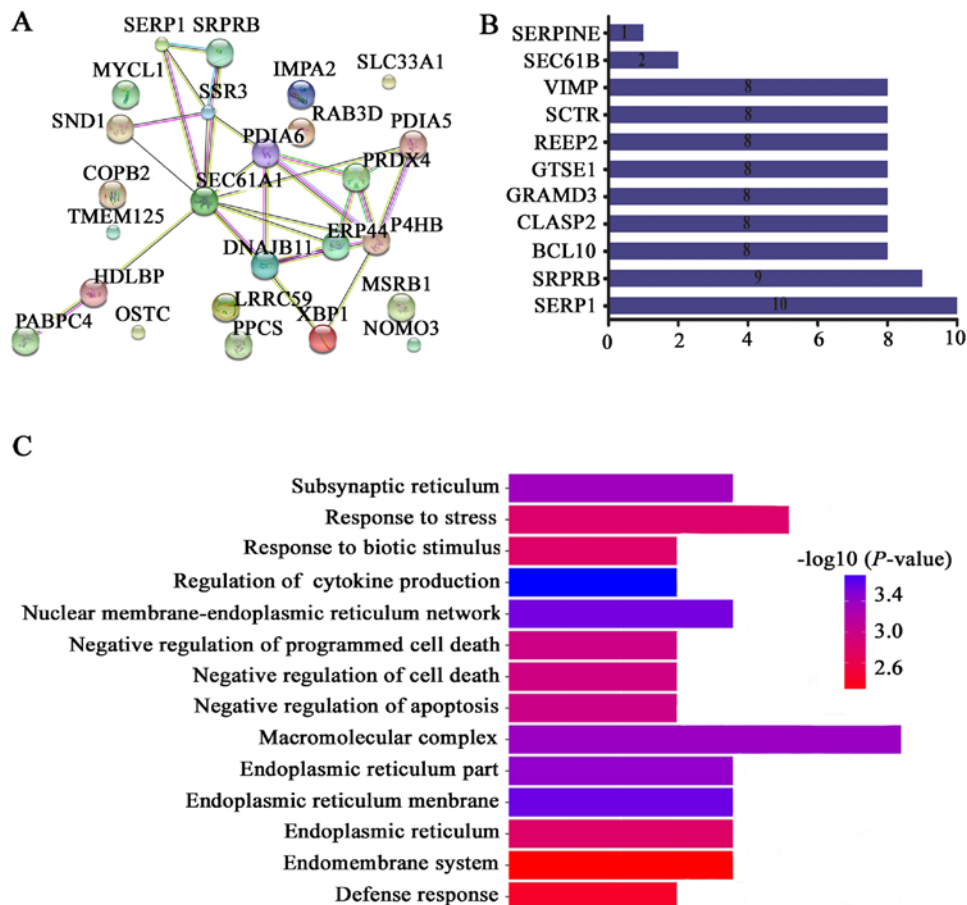 A
SERP1 SRPRB
SLC33A1
MYCL1
IMPA2
SSR3
RAB3D
SND1
PDIA6
PDIA5
PRDX4
COPB2
SEC61A1
TMEM125
ERP44
P4HB
DNAJB11
HDLBP
MSRB1
LRRC59
OSTC
XBP1
PABPC4
PPCS
NOMO3
B
SERPINE 1
SEC61B 2
VIMP 8
SCTR 8
REEP2 8
GTSE1 8
GRAMD3 8
CLASP2 8
BCL10 8
SRPRB 9
SERP1 10
0 2 4 6 8 10
C
Subsynaptic reticulum
Response to stress
Response to biotic stimulus
Regulation of cytokine production
Nuclear membrane-endoplasmic reticulum network
Negative regulation of programmed cell death
Negative regulation of cell death
Negative regulation of apoptosis
Macromolecular complex
Endoplasmic reticulum part
Endoplasmic reticulum menbrane
Endoplasmic reticulum
Endomembrane system
Defense response
-log10 (P-value)
3.4
3.0
2.6